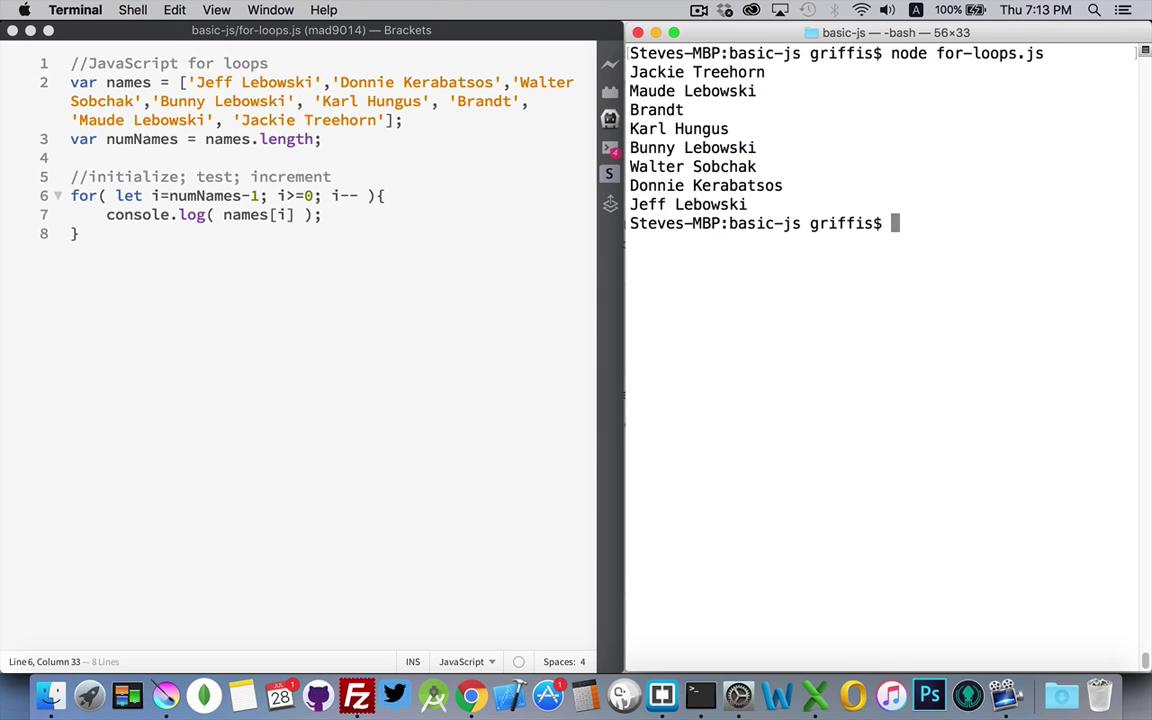 Terminal Shell Edit View Window Help 100% Thu 7:13 PM
basic-js/for-loops.js (mad9014) — Brackets
1 //JavaScript for loops
2 var names = ['Jeff Lebowski','Donnie Kerabatsos','Walter
Sobchak','Bunny Lebowski', 'Karl Hungus', 'Brandt',
'Maude Lebowski', 'Jackie Treehorn'];
3 var numNames = names.length;
4
5 //initialize; test; increment
6 for( let i=numNames-1; i>=0; i-- ){
7 console.log( names[i] );
8 }
Line 6, Column 33 — 8 Lines INS JavaScript Spaces: 4
basic-js — -bash — 56×33
Steves-MBP:basic-js griffis$ node for-loops.js
Jackie Treehorn
Maude Lebowski
Brandt
Karl Hungus
Bunny Lebowski
Walter Sobchak
Donnie Kerabatsos
Jeff Lebowski
Steves-MBP:basic-js griffis$